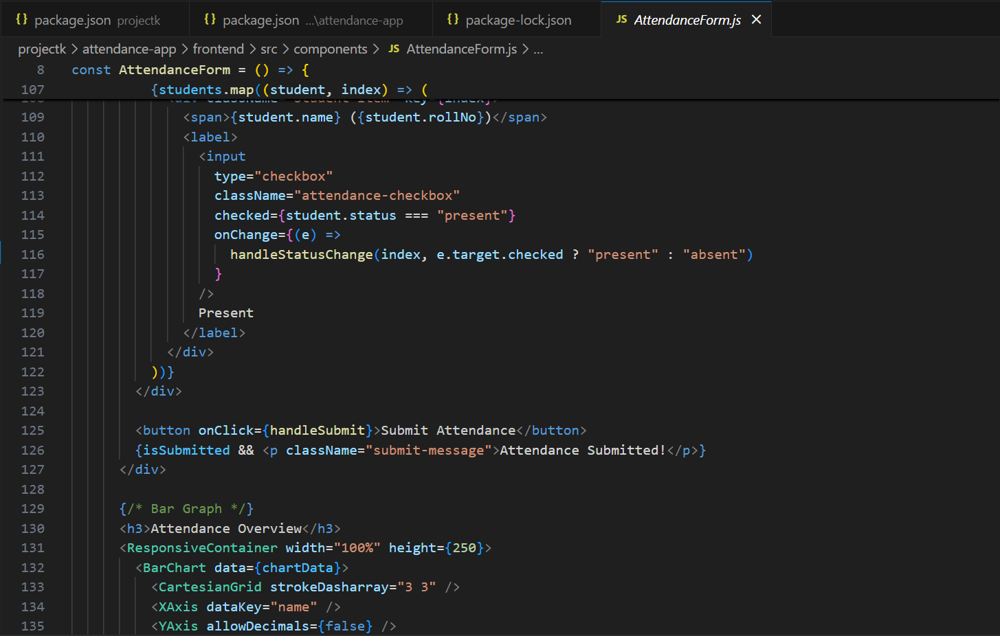 {} package.json projectk {} package.json ...\attendance-app {} package-lock.json JS AttendanceForm.js ×
projectk > attendance-app > frontend > src > components > JS AttendanceForm.js > ...
8 const AttendanceForm = () => {
107 {students.map((student, index) => (
109 <span>{student.name} ({student.rollNo})</span>
110 <label>
111 <input
112 type="checkbox"
113 className="attendance-checkbox"
114 checked={student.status === "present"}
115 onChange={(e) =>
116 handleStatusChange(index, e.target.checked ? "present" : "absent")
117 }
118 />
119 Present
120 </label>
121 </div>
122 ))}
123 </div>
124
125 <button onClick={handleSubmit}>Submit Attendance</button>
126 {isSubmitted && <p className="submit-message">Attendance Submitted!</p>}
127 </div>
128
129 {/* Bar Graph */}
130 <h3>Attendance Overview</h3>
131 <ResponsiveContainer width="100%" height={250}>
132 <BarChart data={chartData}>
133 <CartesianGrid strokeDasharray="3 3" />
134 <XAxis dataKey="name" />
135 <YAxis allowDecimals={false} />